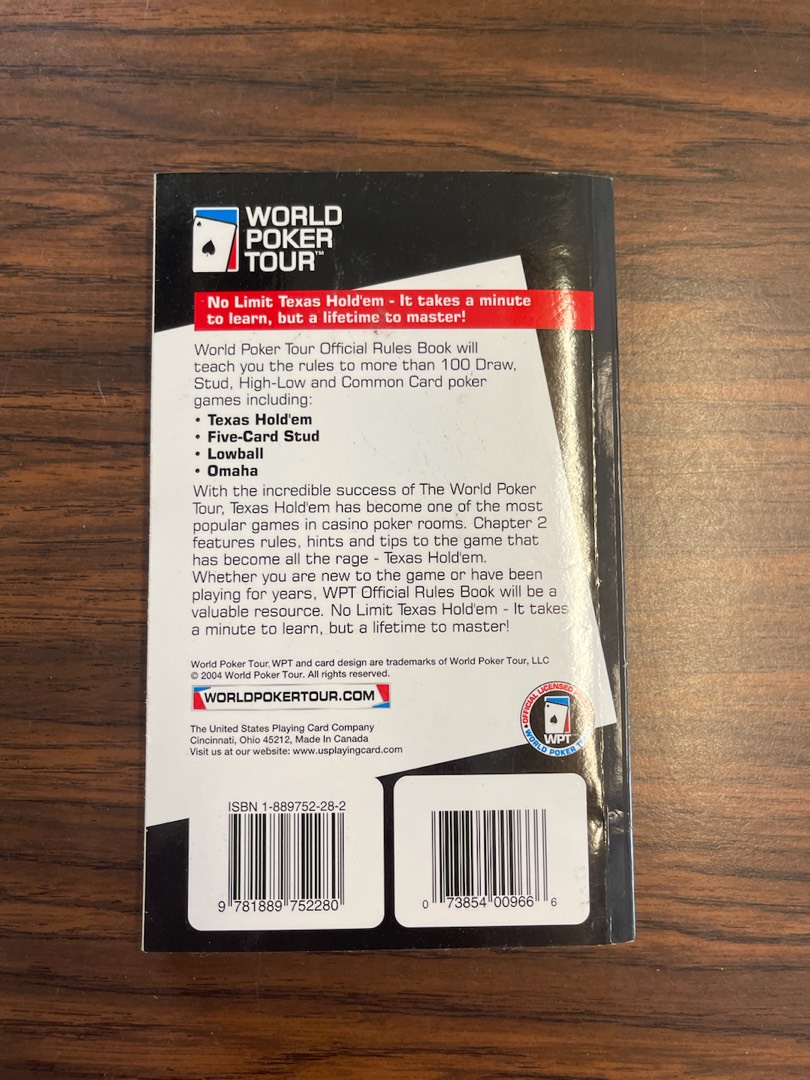 WORLD
POKER
TOUR™
No Limit Texas Hold'em - It takes a minute
to learn, but a lifetime to master!
World Poker Tour Official Rules Book will
teach you the rules to more than 100 Draw,
Stud, High-Low and Common Card poker
games including:
• Texas Hold'em
• Five-Card Stud
• Lowball
• Omaha
With the incredible success of The World Poker
Tour, Texas Hold'em has become one of the most
popular games in casino poker rooms. Chapter 2
features rules, hints and tips to the game that
has become all the rage - Texas Hold'em.
Whether you are new to the game or have been
playing for years, WPT Official Rules Book will be a
valuable resource. No Limit Texas Hold'em - It takes
a minute to learn, but a lifetime to master!
World Poker Tour, WPT and card design are trademarks of World Poker Tour, LLC
© 2004 World Poker Tour. All rights reserved.
WORLDPOKERTOUR.COM
The United States Playing Card Company
Cincinnati, Ohio 45212, Made In Canada
Visit us at our website: www.usplayingcard.com
OFFICIAL LICENSED
WPT
WORLD POKER
ISBN 1-889752-28-2
9 781889 752280
0 73854 00966 6